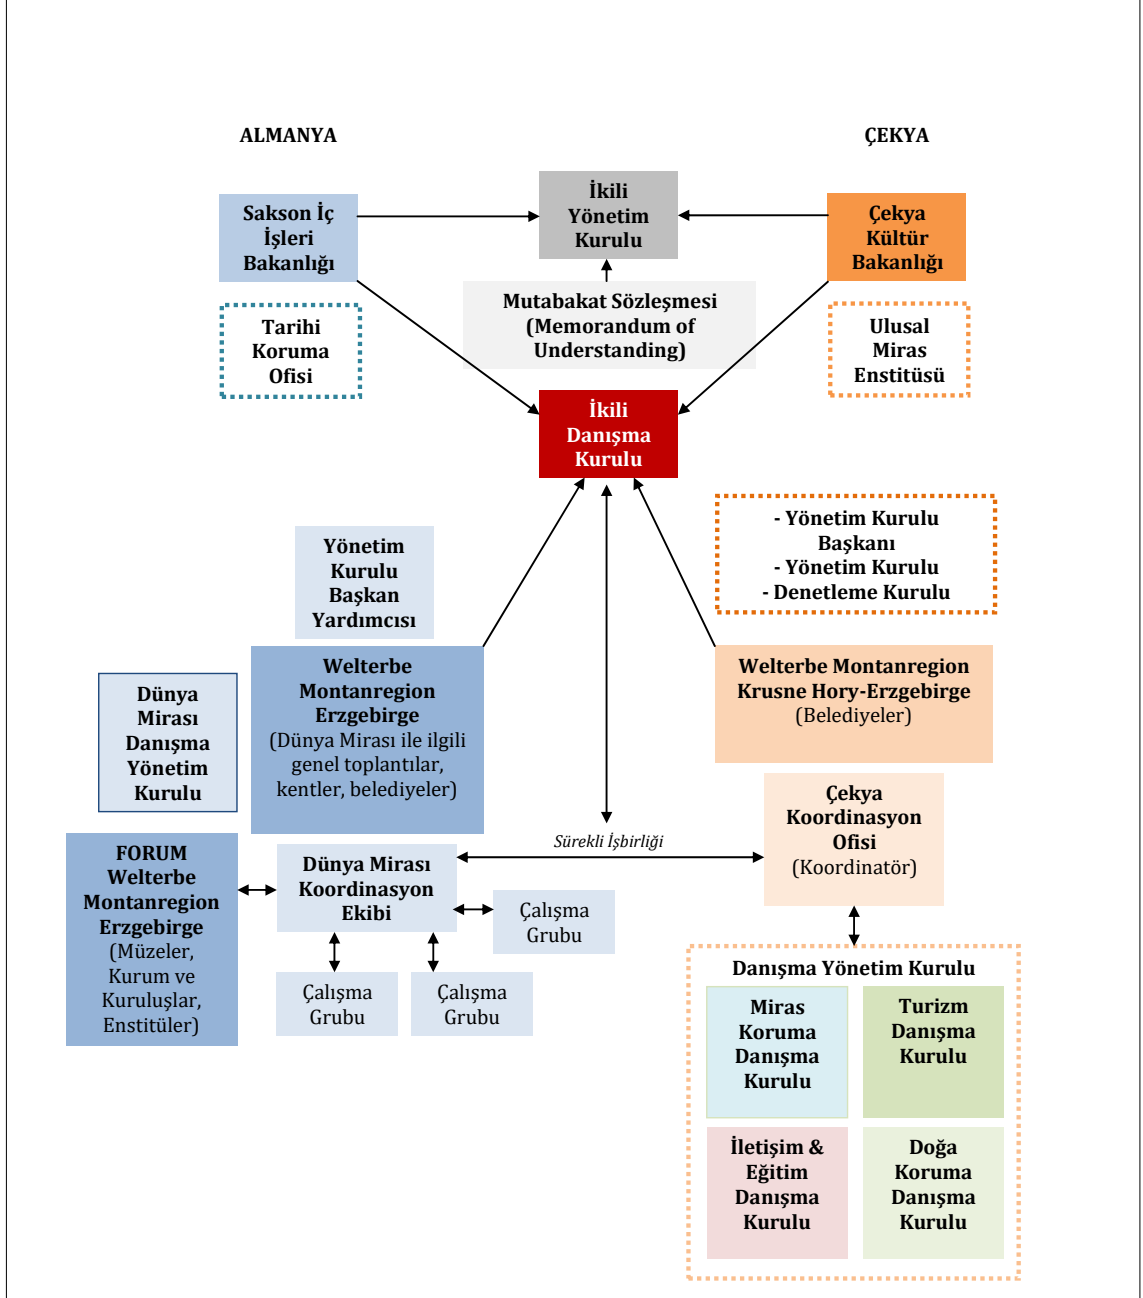 ALMANYA
ÇEKYA
Sakson İç
İşleri
Bakanlığı
İkili
Yönetim
Kurulu
Çekya
Kültür
Bakanlığı
Mutabakat Sözleşmesi
(Memorandum of
Understanding)
Tarihi
Koruma
Ofisi
Ulusal
Miras
Enstitüsü
İkili
Danışma
Kurulu
- Yönetim Kurulu
Başkanı
- Yönetim Kurulu
- Denetleme Kurulu
Yönetim
Kurulu
Başkan
Yardımcısı
Welterbe
Montanregion
Erzgebirge
(Dünya Mirası ile ilgili
genel toplantılar,
kentler, belediyeler)
Welterbe Montanregion
Krusne Hory-Erzgebirge
(Belediyeler)
Dünya
Mirası
Danışma
Yönetim
Kurulu
Çekya
Koordinasyon
Ofisi
(Koordinatör)
Sürekli İşbirliği
FORUM
Welterbe
Montanregion
Erzgebirge
(Müzeler,
Kurum ve
Kuruluşlar,
Enstitüler)
Dünya Mirası
Koordinasyon
Ekibi
Çalışma
Grubu
Çalışma
Grubu
Çalışma
Grubu
Danışma Yönetim Kurulu
Miras
Koruma
Danışma
Kurulu
Turizm
Danışma
Kurulu
İletişim &
Eğitim
Danışma
Kurulu
Doğa
Koruma
Danışma
Kurulu